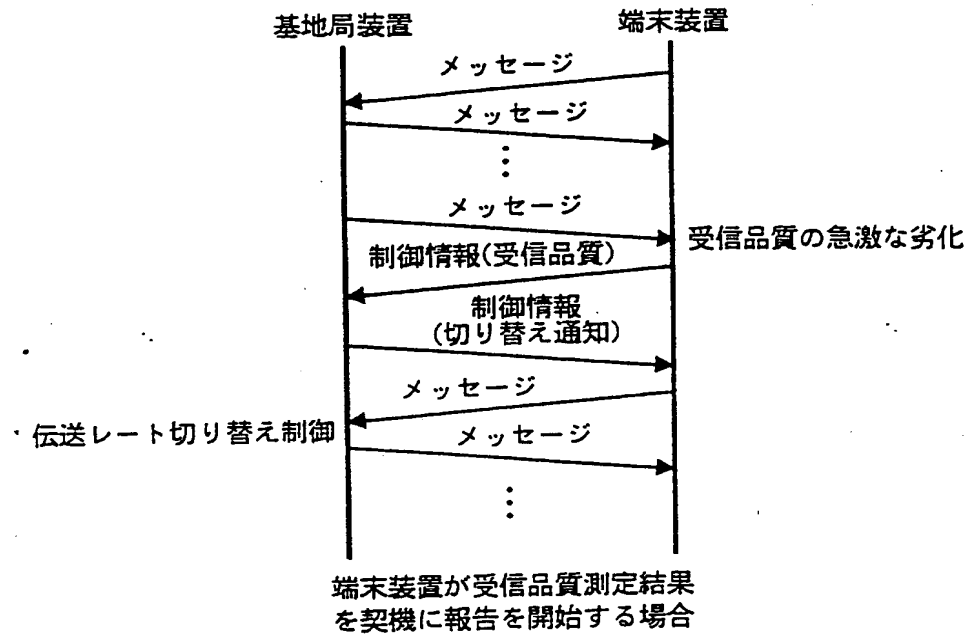 基地局装置
端末装置
メッセージ
メッセージ
メッセージ
受信品質の急激な劣化
制御情報(受信品質)
制御情報
(切り替え通知)
メッセージ
伝送レート切り替え制御
メッセージ
端末装置が受信品質測定結果
を契機に報告を開始する場合